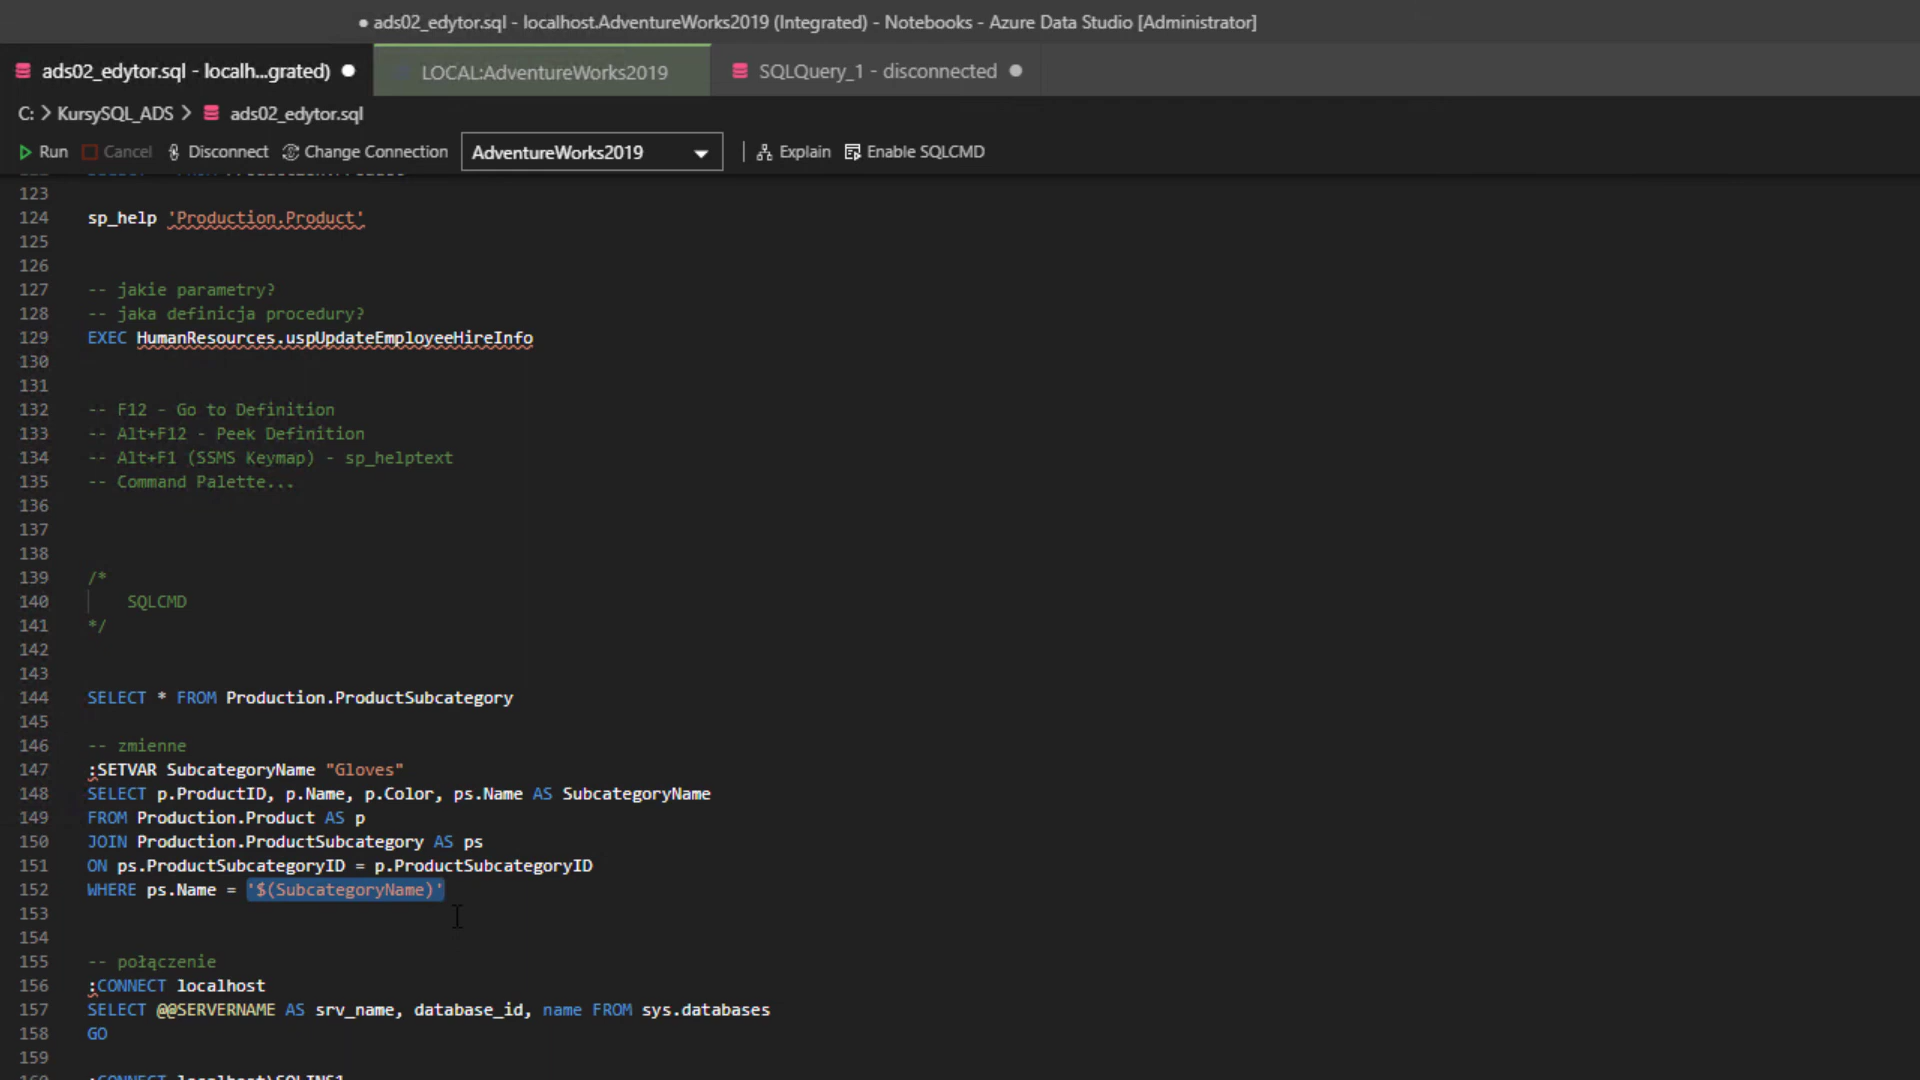 ● ads02_edytor.sql - localhost.AdventureWorks2019 (Integrated) - Notebooks - Azure Data Studio [Administrator]
ads02_edytor.sql - localh...grated) ●
LOCAL:AdventureWorks2019
SQLQuery_1 - disconnected ●
C: > KursySQL_ADS > ads02_edytor.sql
Run Cancel Disconnect Change Connection AdventureWorks2019 Explain Enable SQLCMD
123
124 sp_help 'Production.Product'
125
126
127 -- jakie parametry?
128 -- jaka definicja procedury?
129 EXEC HumanResources.uspUpdateEmployeeHireInfo
130
131
132 -- F12 - Go to Definition
133 -- Alt+F12 - Peek Definition
134 -- Alt+F1 (SSMS Keymap) - sp_helptext
135 -- Command Palette...
136
137
138
139 /*
140 SQLCMD
141 */
142
143
144 SELECT * FROM Production.ProductSubcategory
145
146 -- zmienne
147 :SETVAR SubcategoryName "Gloves"
148 SELECT p.ProductID, p.Name, p.Color, ps.Name AS SubcategoryName
149 FROM Production.Product AS p
150 JOIN Production.ProductSubcategory AS ps
151 ON ps.ProductSubcategoryID = p.ProductSubcategoryID
152 WHERE ps.Name = '$(SubcategoryName)'
153
154
155 -- połączenie
156 :CONNECT localhost
157 SELECT @@SERVERNAME AS srv_name, database_id, name FROM sys.databases
158 GO
159